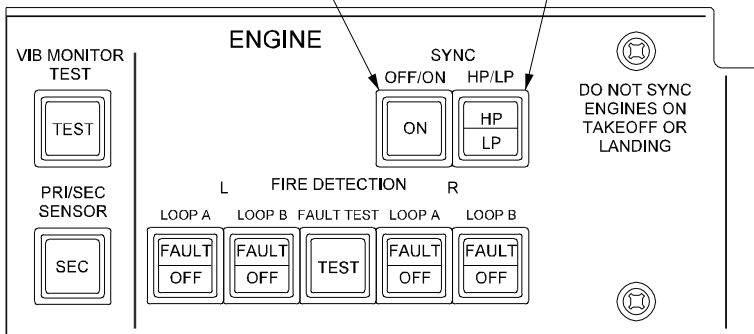 ENGINE
VIB MONITOR
TEST
TEST
SYNC
OFF/ON HP/LP
ON
HP
LP
DO NOT SYNC
ENGINES ON
TAKEOFF OR
LANDING
PRI/SEC
SENSOR
SEC
L FIRE DETECTION R
LOOP A LOOP B FAULT TEST LOOP A LOOP B
FAULT FAULT TEST FAULT FAULT
OFF OFF OFF OFF